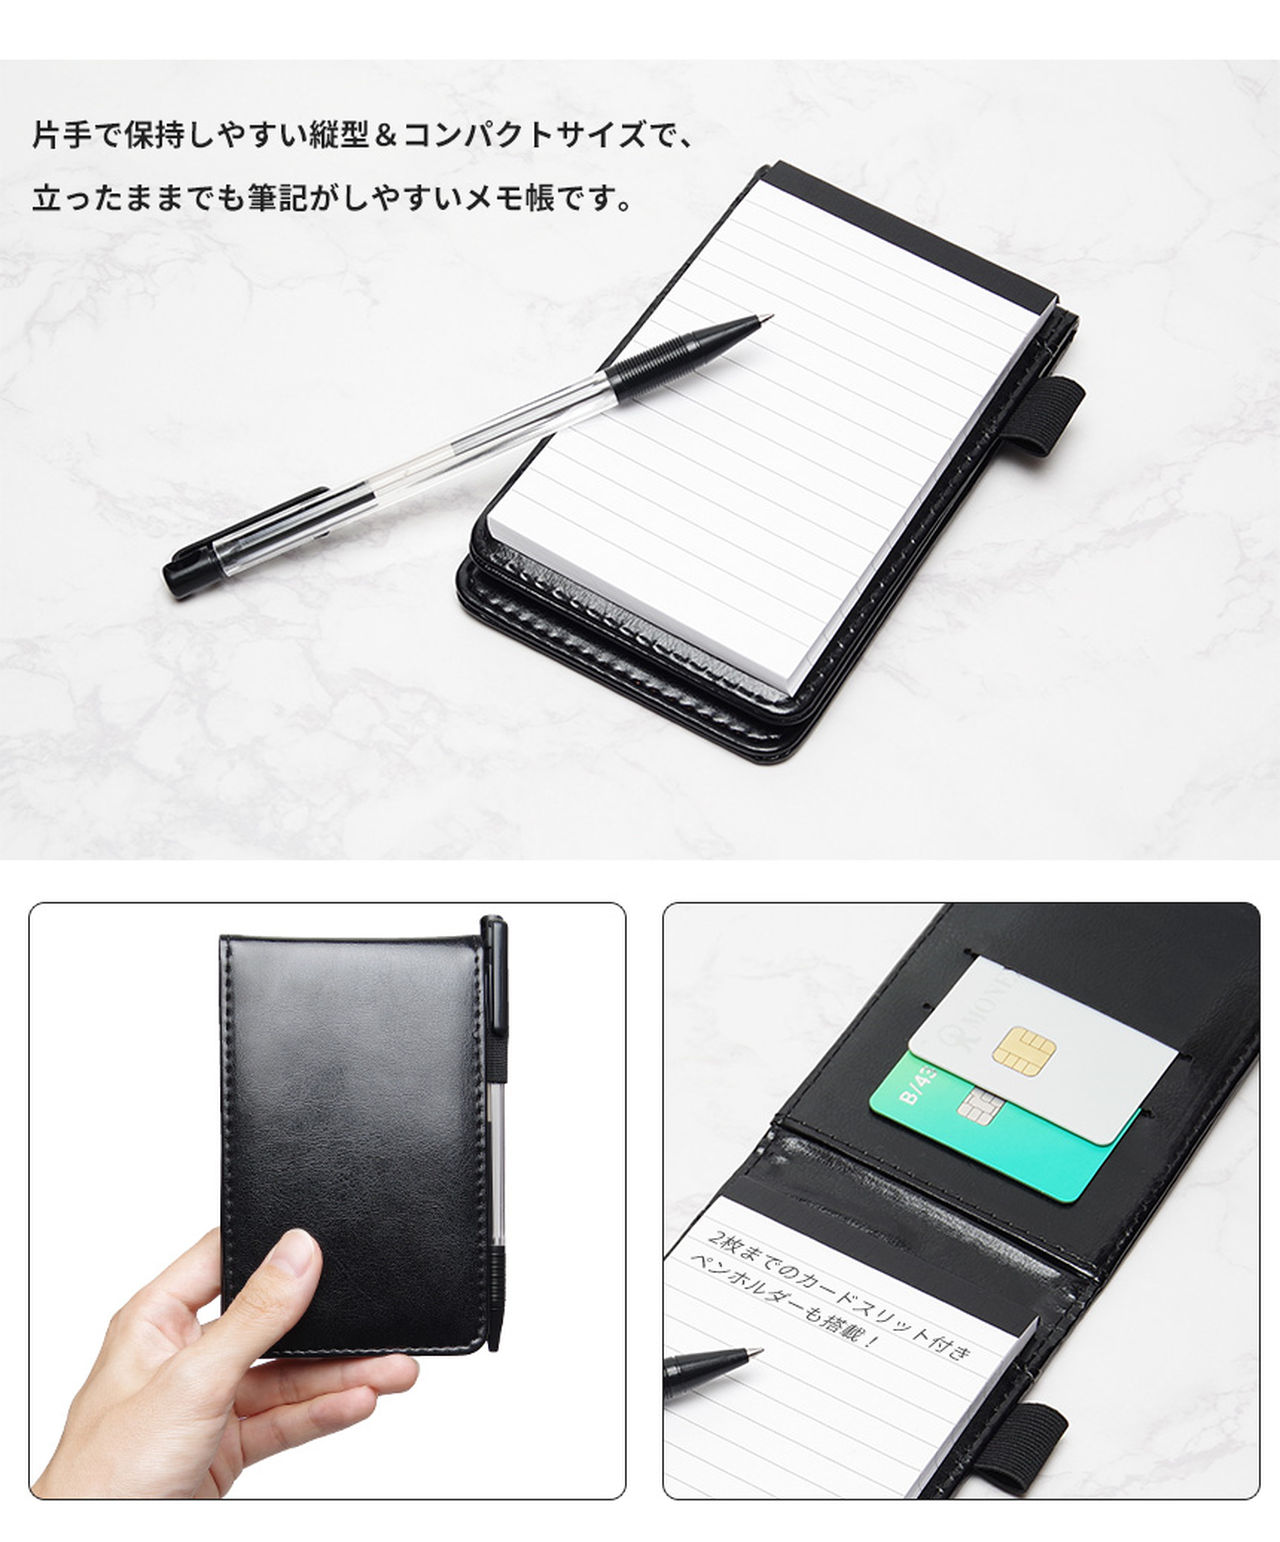 片手で保持しやすい縦型＆コンパクトサイズで、
立ったままでも筆記がしやすいメモ帳です。
MONE
B/43
2枚までのカードスリット付き
ペンホルダーも搭載！